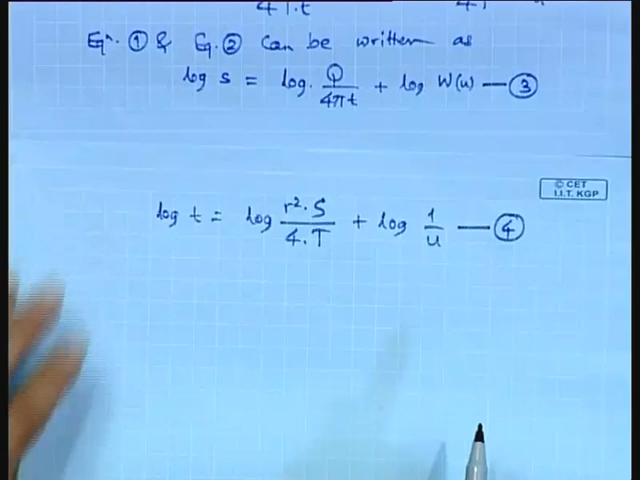 4T.t
Eqⁿ. ① & Eq. ② Can be written as
log s = log. Q/4πt + log W(u) — ③
© CET
I.I.T. KGP
log t = log r²·S/4.T + log 1/u — ④